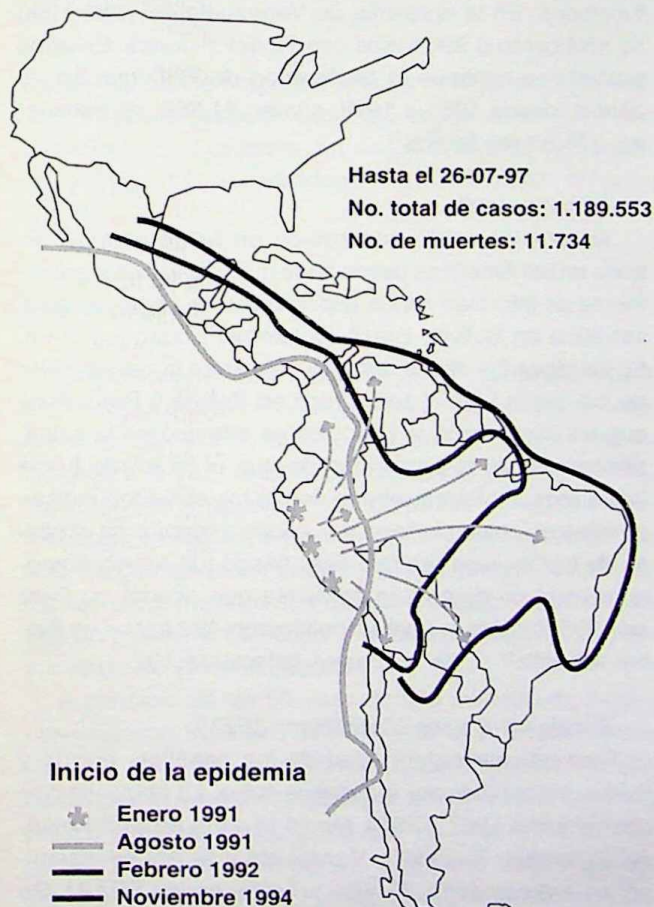 Hasta el 26-07-97
No. total de casos: 1.189.553
No. de muertes: 11.734
Inicio de la epidemia
Enero 1991
Agosto 1991
Febrero 1992
Noviembre 1994